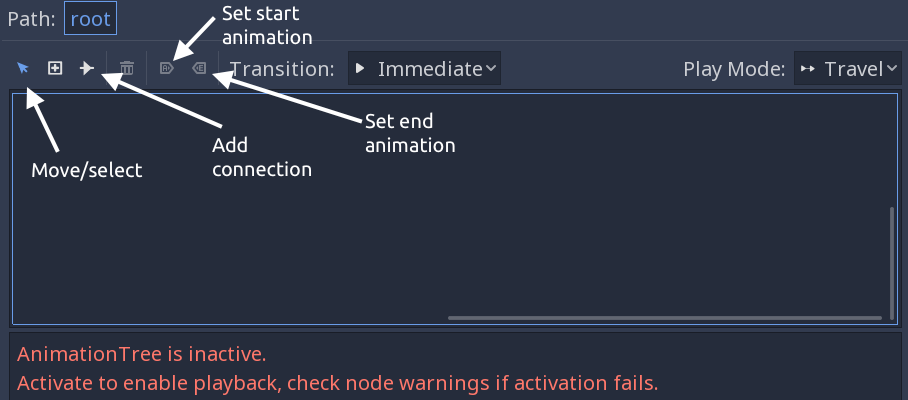 Path: root
Set start
animation
Transition: Immediate Play Mode: Travel
Set end
animation
Add
connection
Move/select
AnimationTree is inactive.
Activate to enable playback, check node warnings if activation fails.